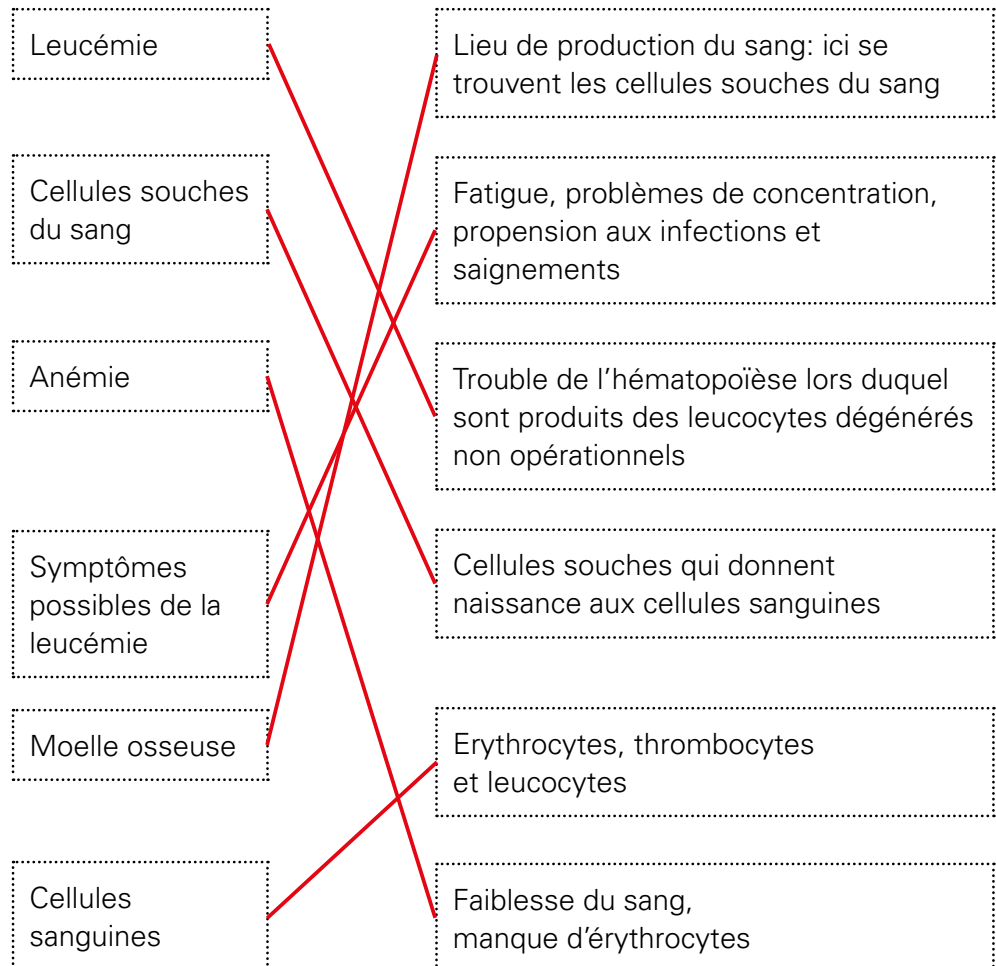 Leucémie
Cellules souches
du sang
Anémie
Symptômes
possibles de la
leucémie
Moelle osseuse
Cellules
sanguines
Lieu de production du sang: ici se
trouvent les cellules souches du sang
Fatigue, problèmes de concentration,
propension aux infections et
saignements
Trouble de l’hématopoïèse lors duquel
sont produits des leucocytes dégénérés
non opérationnels
Cellules souches qui donnent
naissance aux cellules sanguines
Erythrocytes, thrombocytes
et leucocytes
Faiblesse du sang,
manque d’érythrocytes